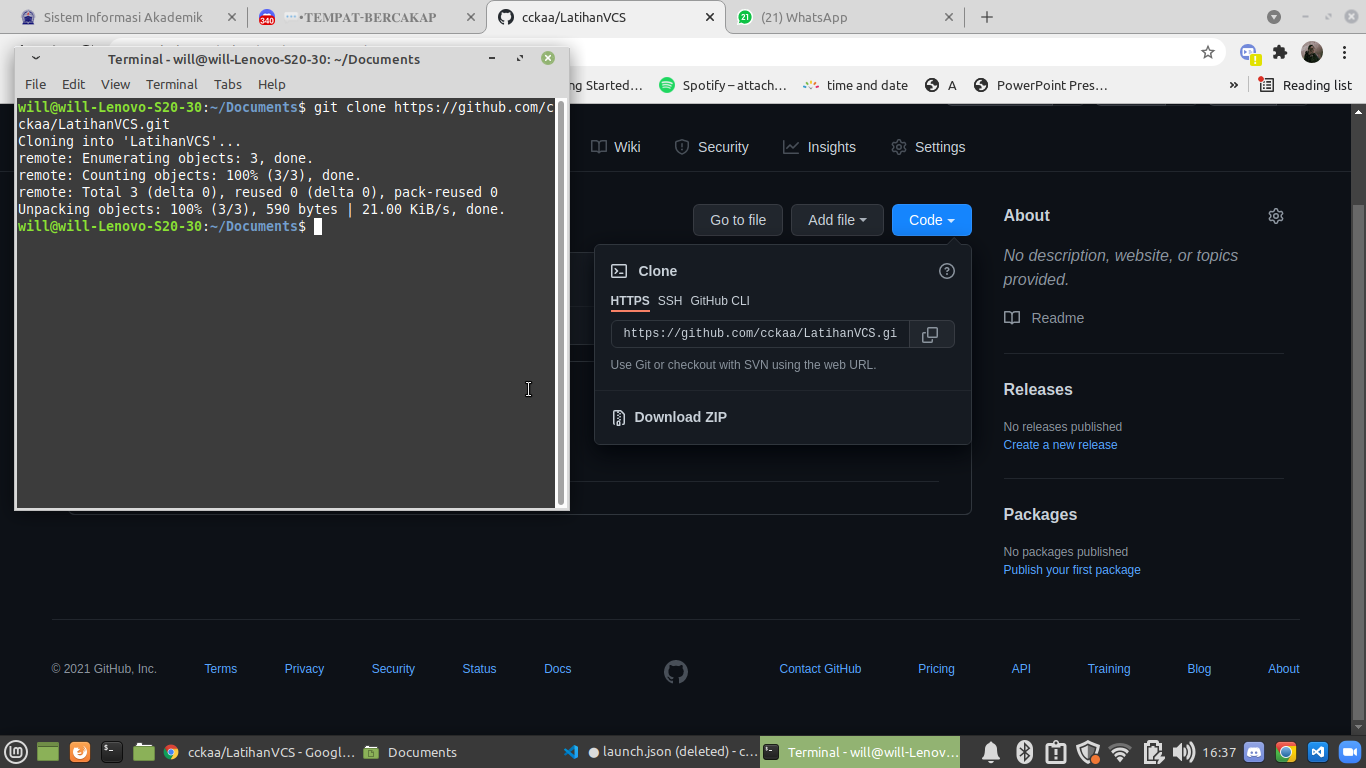 Sistem Informasi Akademik
340
•TEMPAT-BERCAKAP
cckaa/LatihanVCS
21
(21) WhatsApp
Terminal - will@will-Lenovo-S20-30: ~/Documents
File Edit View Terminal Tabs Help
will@will-Lenovo-S20-30:~/Documents$ git clone https://github.com/c
ckaa/LatihanVCS.git
Cloning into 'LatihanVCS'...
remote: Enumerating objects: 3, done.
remote: Counting objects: 100% (3/3), done.
remote: Total 3 (delta 0), reused 0 (delta 0), pack-reused 0
Unpacking objects: 100% (3/3), 590 bytes | 21.00 KiB/s, done.
will@will-Lenovo-S20-30:~/Documents$
ng Started… Spotify – attach… time and date A PowerPoint Pres… » Reading list
Wiki Security Insights Settings
Go to file Add file Code
Clone
HTTPS SSH GitHub CLI
https://github.com/cckaa/LatihanVCS.gi
Use Git or checkout with SVN using the web URL.
Download ZIP
About
No description, website, or topics
provided.
Readme
Releases
No releases published
Create a new release
Packages
No packages published
Publish your first package
© 2021 GitHub, Inc. Terms Privacy Security Status Docs Contact GitHub Pricing API Training Blog About
cckaa/LatihanVCS - Googl… Documents ● launch.json (deleted) - c… Terminal - will@will-Lenov… 16:37